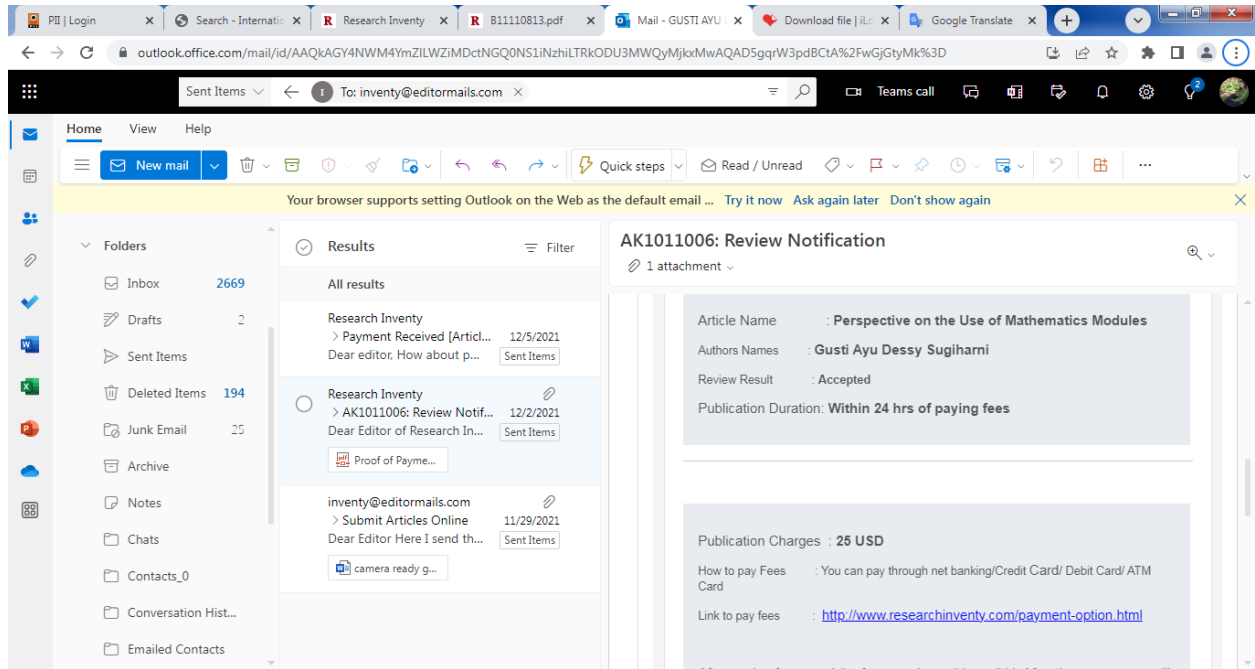 PII | Login
Search - Internatio
Research Inventy
B11110813.pdf
Mail - GUSTI AYU
Download file | iLo
Google Translate
outlook.office.com/mail/id/AAQkAGY4NWM4YmZILWZiMDctNGQ0NS1iNzhiLTRkODU3MWQyMjkxMwAQAD5gqrW3pdBCtA%2FwGjGtyMk%3D
Sent Items
I To: inventy@editormails.com
Teams call
2
Home View Help
New mail
Quick steps
Read / Unread
Your browser supports setting Outlook on the Web as the default email ... Try it now Ask again later Don't show again
Folders
Inbox 2669
Drafts 2
Sent Items
Deleted Items 194
Junk Email 25
Archive
Notes
Chats
Contacts_0
Conversation Hist...
Emailed Contacts
Results
Filter
All results
Research Inventy
> Payment Received [Articl... 12/5/2021
Dear editor, How about p... Sent Items
Research Inventy
> AK1011006: Review Notif... 12/2/2021
Dear Editor of Research In... Sent Items
Proof of Payme...
inventy@editormails.com
> Submit Articles Online 11/29/2021
Dear Editor Here I send th... Sent Items
camera ready g...
AK1011006: Review Notification
1 attachment
Article Name : Perspective on the Use of Mathematics Modules
Authors Names : Gusti Ayu Dessy Sugiharni
Review Result : Accepted
Publication Duration: Within 24 hrs of paying fees
Publication Charges : 25 USD
How to pay Fees : You can pay through net banking/Credit Card/ Debit Card/ ATM
Card
Link to pay fees : http://www.researchinventy.com/payment-option.html